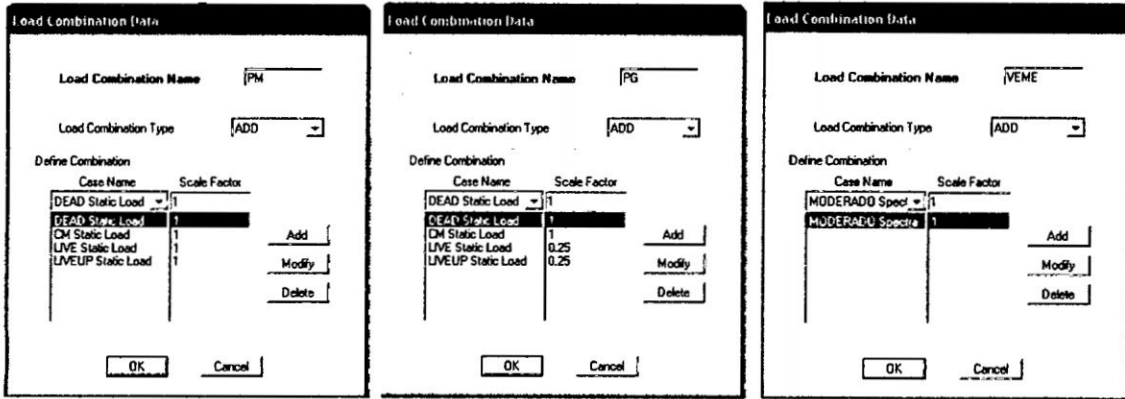 Load Combination Data
Load Combination Name PM
Load Combination Type ADD
Define Combination
Case Name Scale Factor
DEAD Static Load 1
DEAD Static Load 1
CM Static Load 1
LIVE Static Load 1
LIVEUP Static Load 1
Add
Modify
Delete
OK Cancel
Load Combination Data
Load Combination Name PG
Load Combination Type ADD
Define Combination
Case Name Scale Factor
DEAD Static Load 1
DEAD Static Load 1
CM Static Load 1
LIVE Static Load 0.25
LIVEUP Static Load 0.25
Add
Modify
Delete
OK Cancel
Load Combination Data
Load Combination Name VEME
Load Combination Type ADD
Define Combination
Case Name Scale Factor
MODERADO Spect 1
MODERADO Spectra 1
Add
Modify
Delete
OK Cancel